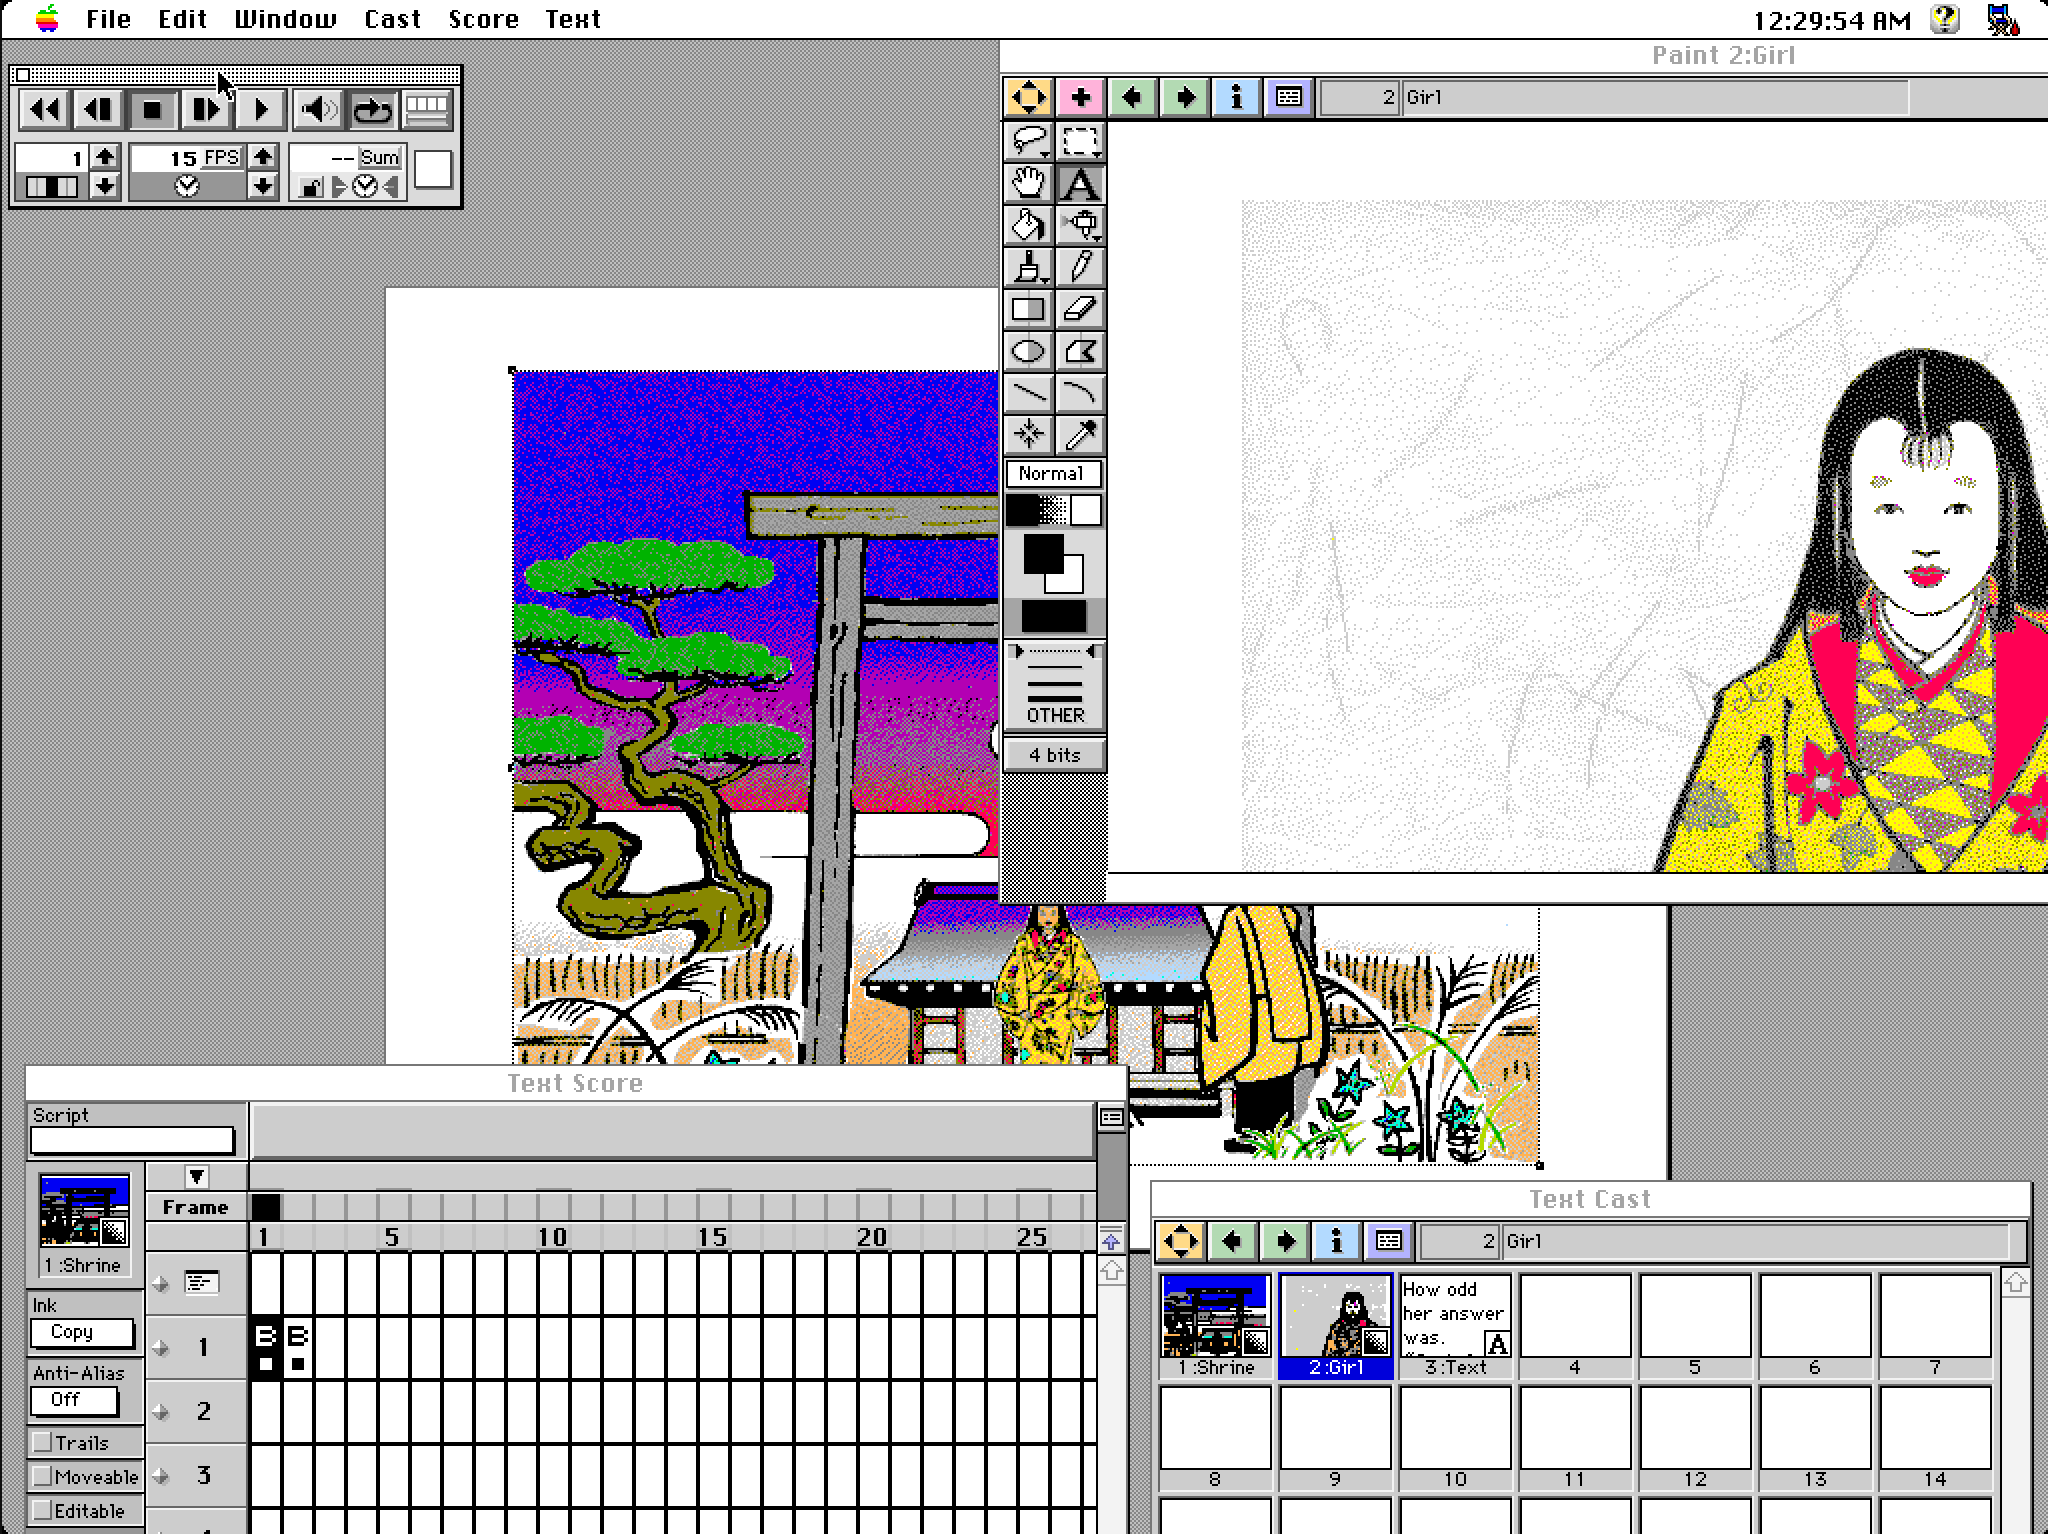 File Edit Window Cast Score Text
12:29:54 AM
1
15 FPS
-- Sum
Paint 2:Girl
2 Girl
A
Normal
OTHER
4 bits
Text Score
Script
Frame
1 5 10 15 20 25
1 :Shrine
Ink
Copy
Anti-Alias
Off
Trails
Moveable
Editable
1
B B
2
3
Text Cast
2 Girl
How odd
her answer
was.
A
1 :Shrine 2:Girl 3 :Text 4 5 6 7
8 9 10 11 12 13 14